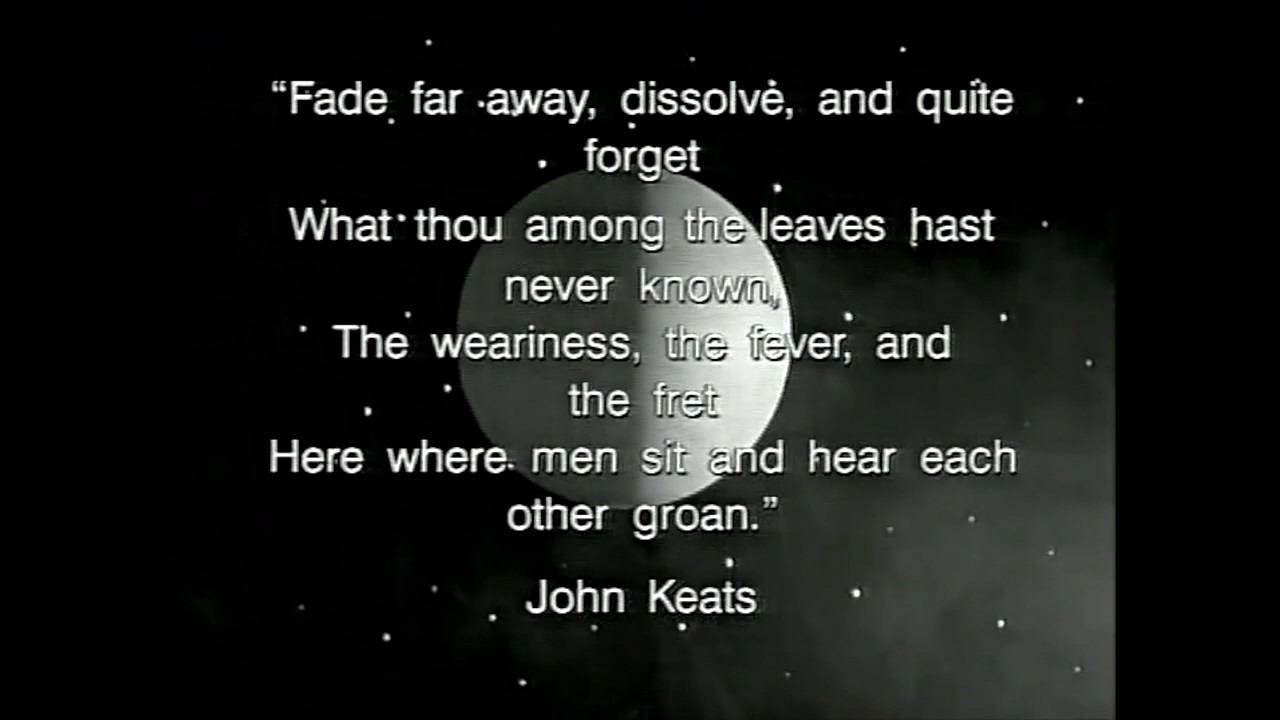 “Fade far away, dissolve, and quite
forget
What thou among the leaves hast
never known,
The weariness, the fever, and
the fret
Here where men sit and hear each
other groan.”
John Keats